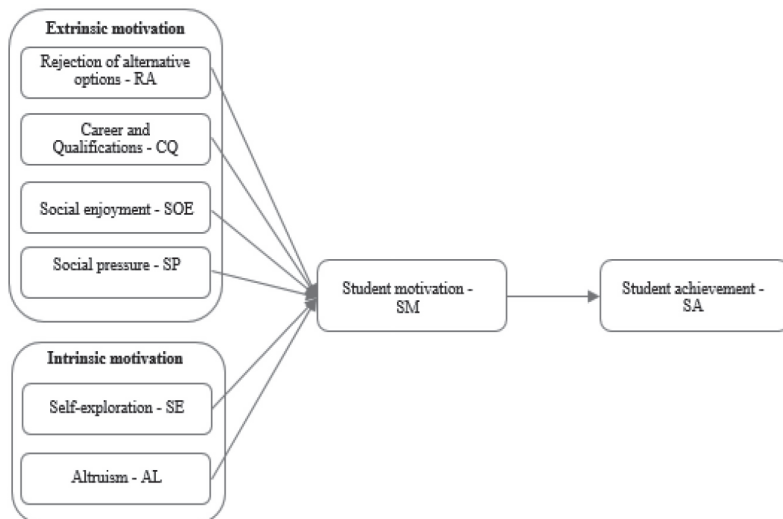 Extrinsic motivation
Rejection of alternative
options - RA
Career and
Qualifications - CQ
Social enjoyment - SOE
Social pressure - SP
Student motivation -
SM
Student achievement -
SA
Intrinsic motivation
Self-exploration - SE
Altruism - AL